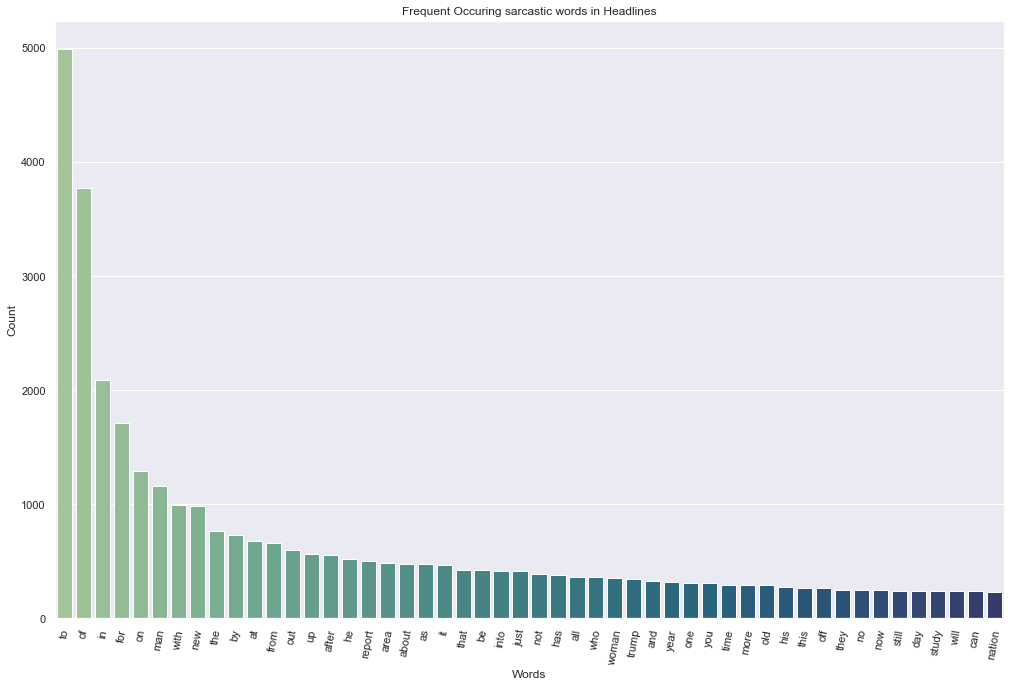 Frequent Occuring sarcastic words in Headlines
5000
4000
3000
2000
1000
0
Count
to of in for on man with new the by at from out up after he report area about as it that be into just not has all who woman trump and year one you time more old his this off they no now still day study will can nation
Words